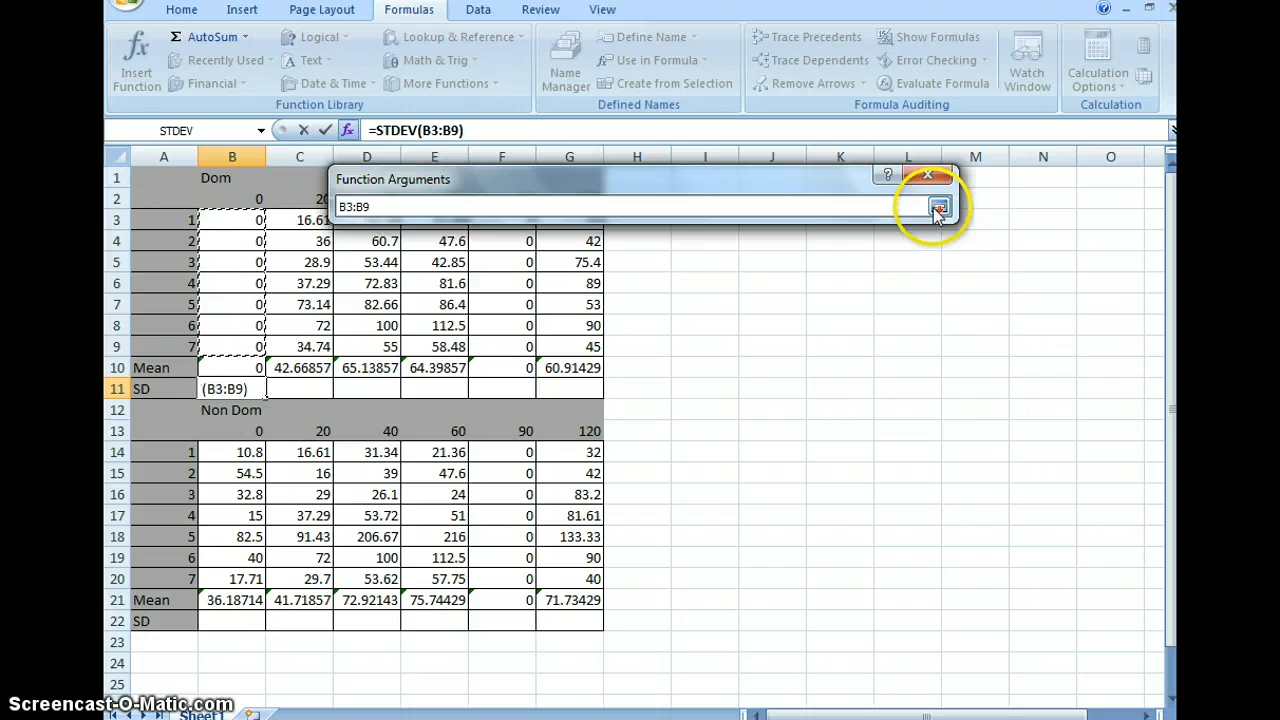 Home Insert Page Layout Formulas Data Review View
fx Insert Function Σ AutoSum Recently Used Financial Logical Text Date & Time Lookup & Reference Math & Trig More Functions
Function Library
Name Manager Define Name Use in Formula Create from Selection
Defined Names
Trace Precedents Trace Dependents Remove Arrows Show Formulas Error Checking Evaluate Formula Watch Window
Formula Auditing
Calculation Options
Calculation
STDEV fx =STDEV(B3:B9)
A B C D E F G H I J K L M N O
Function Arguments ?
B3:B9
1 Dom
2 0
3 1 0 16.61
4 2 0 36 60.7 47.6 0 42
5 3 0 28.9 53.44 42.85 0 75.4
6 4 0 37.29 72.83 81.6 0 89
7 5 0 73.14 82.66 86.4 0 53
8 6 0 72 100 112.5 0 90
9 7 0 34.74 55 58.48 0 45
10 Mean 0 42.66857 65.13857 64.39857 0 60.91429
11 SD (B3:B9)
12 Non Dom
13 0 20 40 60 90 120
14 1 10.8 16.61 31.34 21.36 0 32
15 2 54.5 16 39 47.6 0 42
16 3 32.8 29 26.1 24 0 83.2
17 4 15 37.29 53.72 51 0 81.61
18 5 82.5 91.43 206.67 216 0 133.33
19 6 40 72 100 112.5 0 90
20 7 17.71 29.7 53.62 57.75 0 40
21 Mean 36.18714 41.71857 72.92143 75.74429 0 71.73429
22 SD
23
24
25
Screencast-O-Matic.com
Sheet1